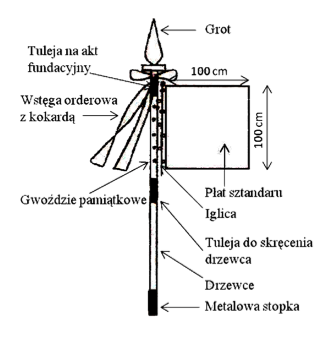 Grot
Tuleja na akt
fundacyjny
100 cm
Wstęga orderowa
z kokardą
100 cm
Płat sztandaru
Gwoździe pamiątkowe
Iglica
Tuleja do skręcenia
drzewca
Drzewce
Metalowa stopka